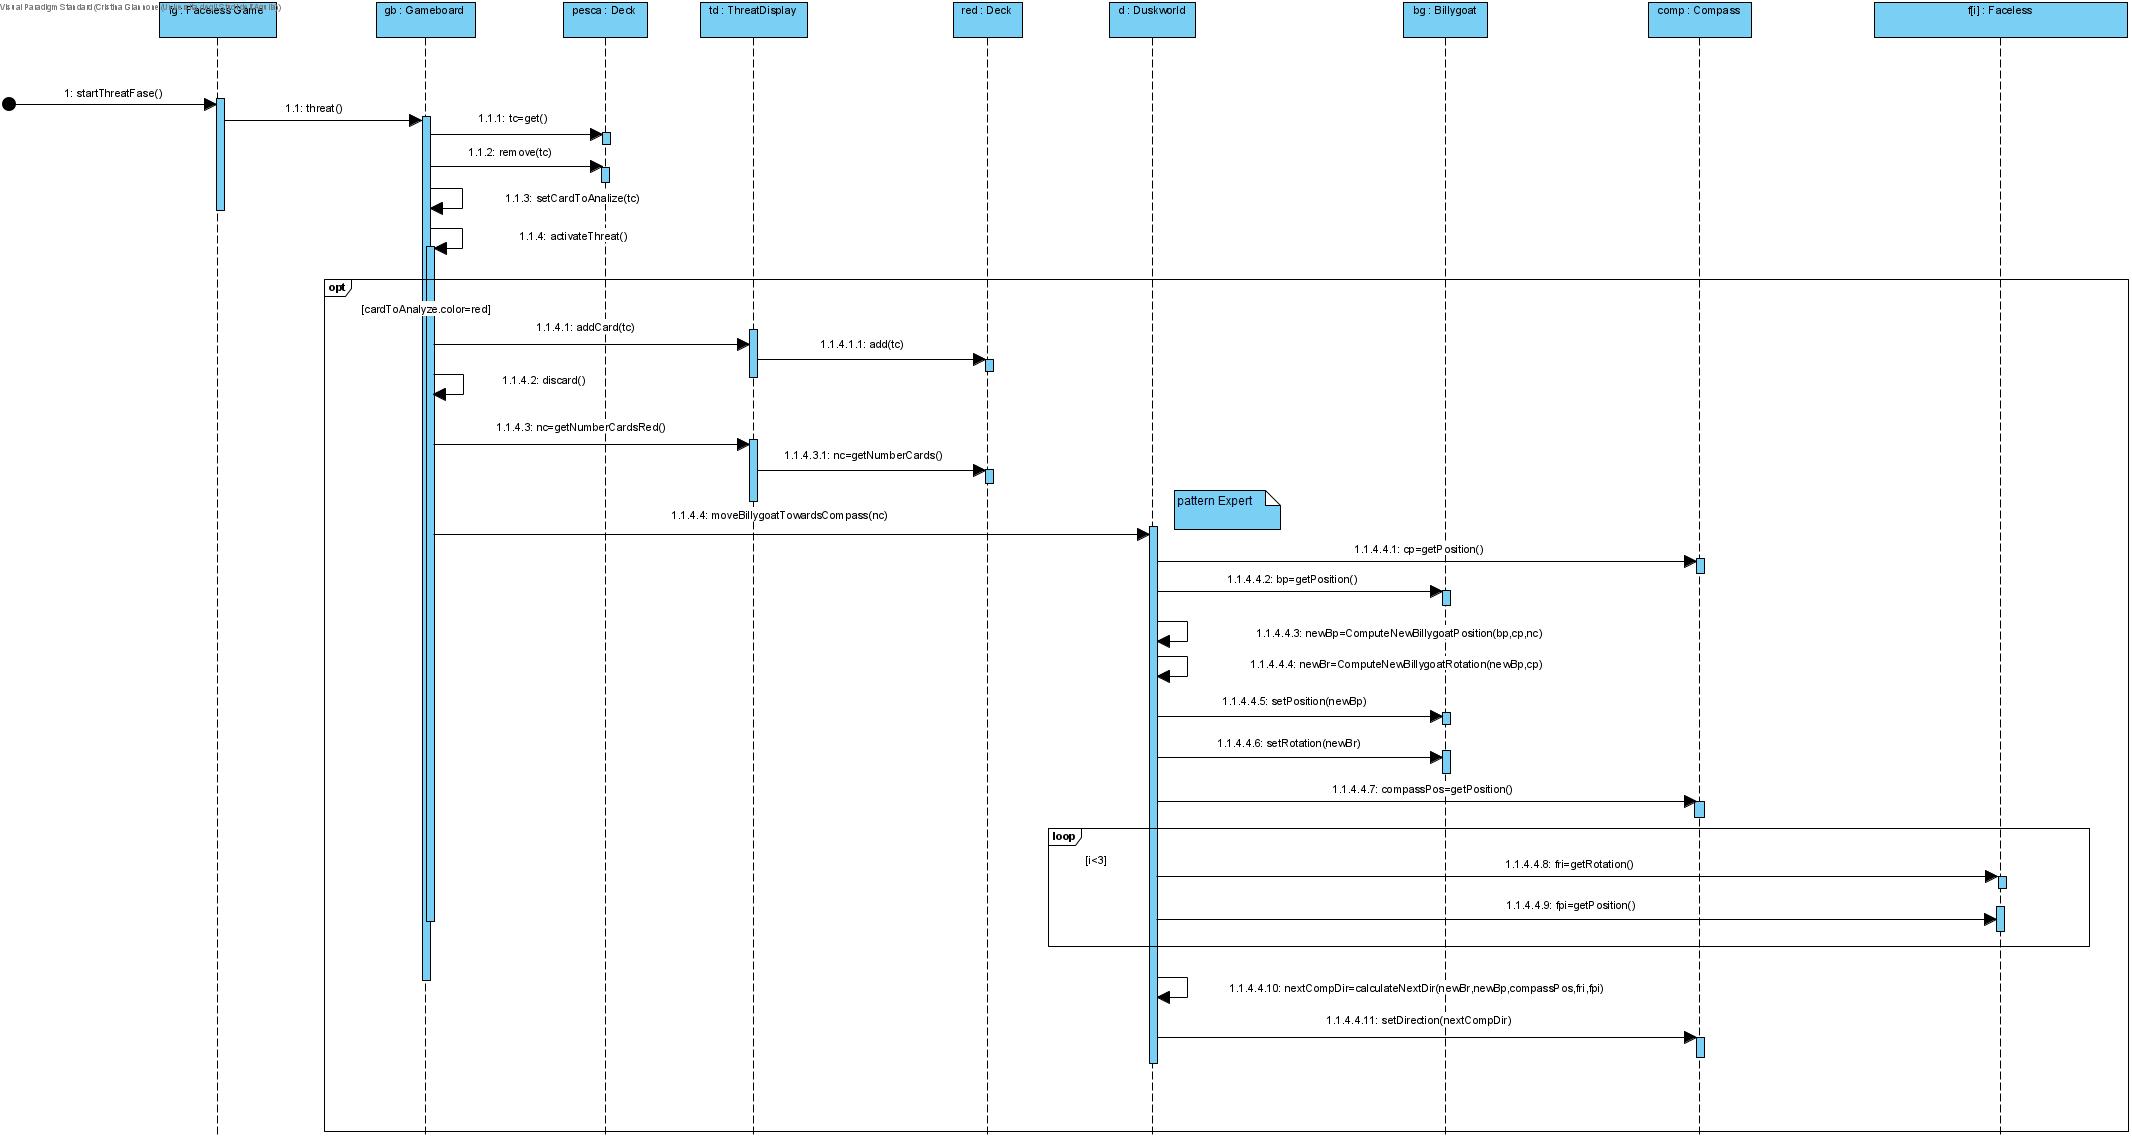 Visual Paradigm Standard (Cristina Giannone
fg : Faceless Game
gb : Gameboard
pesca : Deck
td : ThreatDisplay
red : Deck
d : Duskworld
bg : Billygoat
comp : Compass
f[i] : Faceless
1: startThreatFase()
1.1: threat()
1.1.1: tc=get()
1.1.2: remove(tc)
1.1.3: setCardToAnalize(tc)
1.1.4: activateThreat()
opt
[cardToAnalyze.color=red]
1.1.4.1: addCard(tc)
1.1.4.1.1: add(tc)
1.1.4.2: discard()
1.1.4.3: nc=getNumberCardsRed()
1.1.4.3.1: nc=getNumberCards()
pattern Expert
1.1.4.4: moveBillygoatTowardsCompass(nc)
1.1.4.4.1: cp=getPosition()
1.1.4.4.2: bp=getPosition()
1.1.4.4.3: newBp=ComputeNewBillygoatPosition(bp,cp,nc)
1.1.4.4.4: newBr=ComputeNewBillygoatRotation(newBp,cp)
1.1.4.4.5: setPosition(newBp)
1.1.4.4.6: setRotation(newBr)
1.1.4.4.7: compassPos=getPosition()
loop
[i<3]
1.1.4.4.8: fri=getRotation()
1.1.4.4.9: fpi=getPosition()
1.1.4.4.10: nextCompDir=calculateNextDir(newBr,newBp,compassPos,fri,fpi)
1.1.4.4.11: setDirection(nextCompDir)